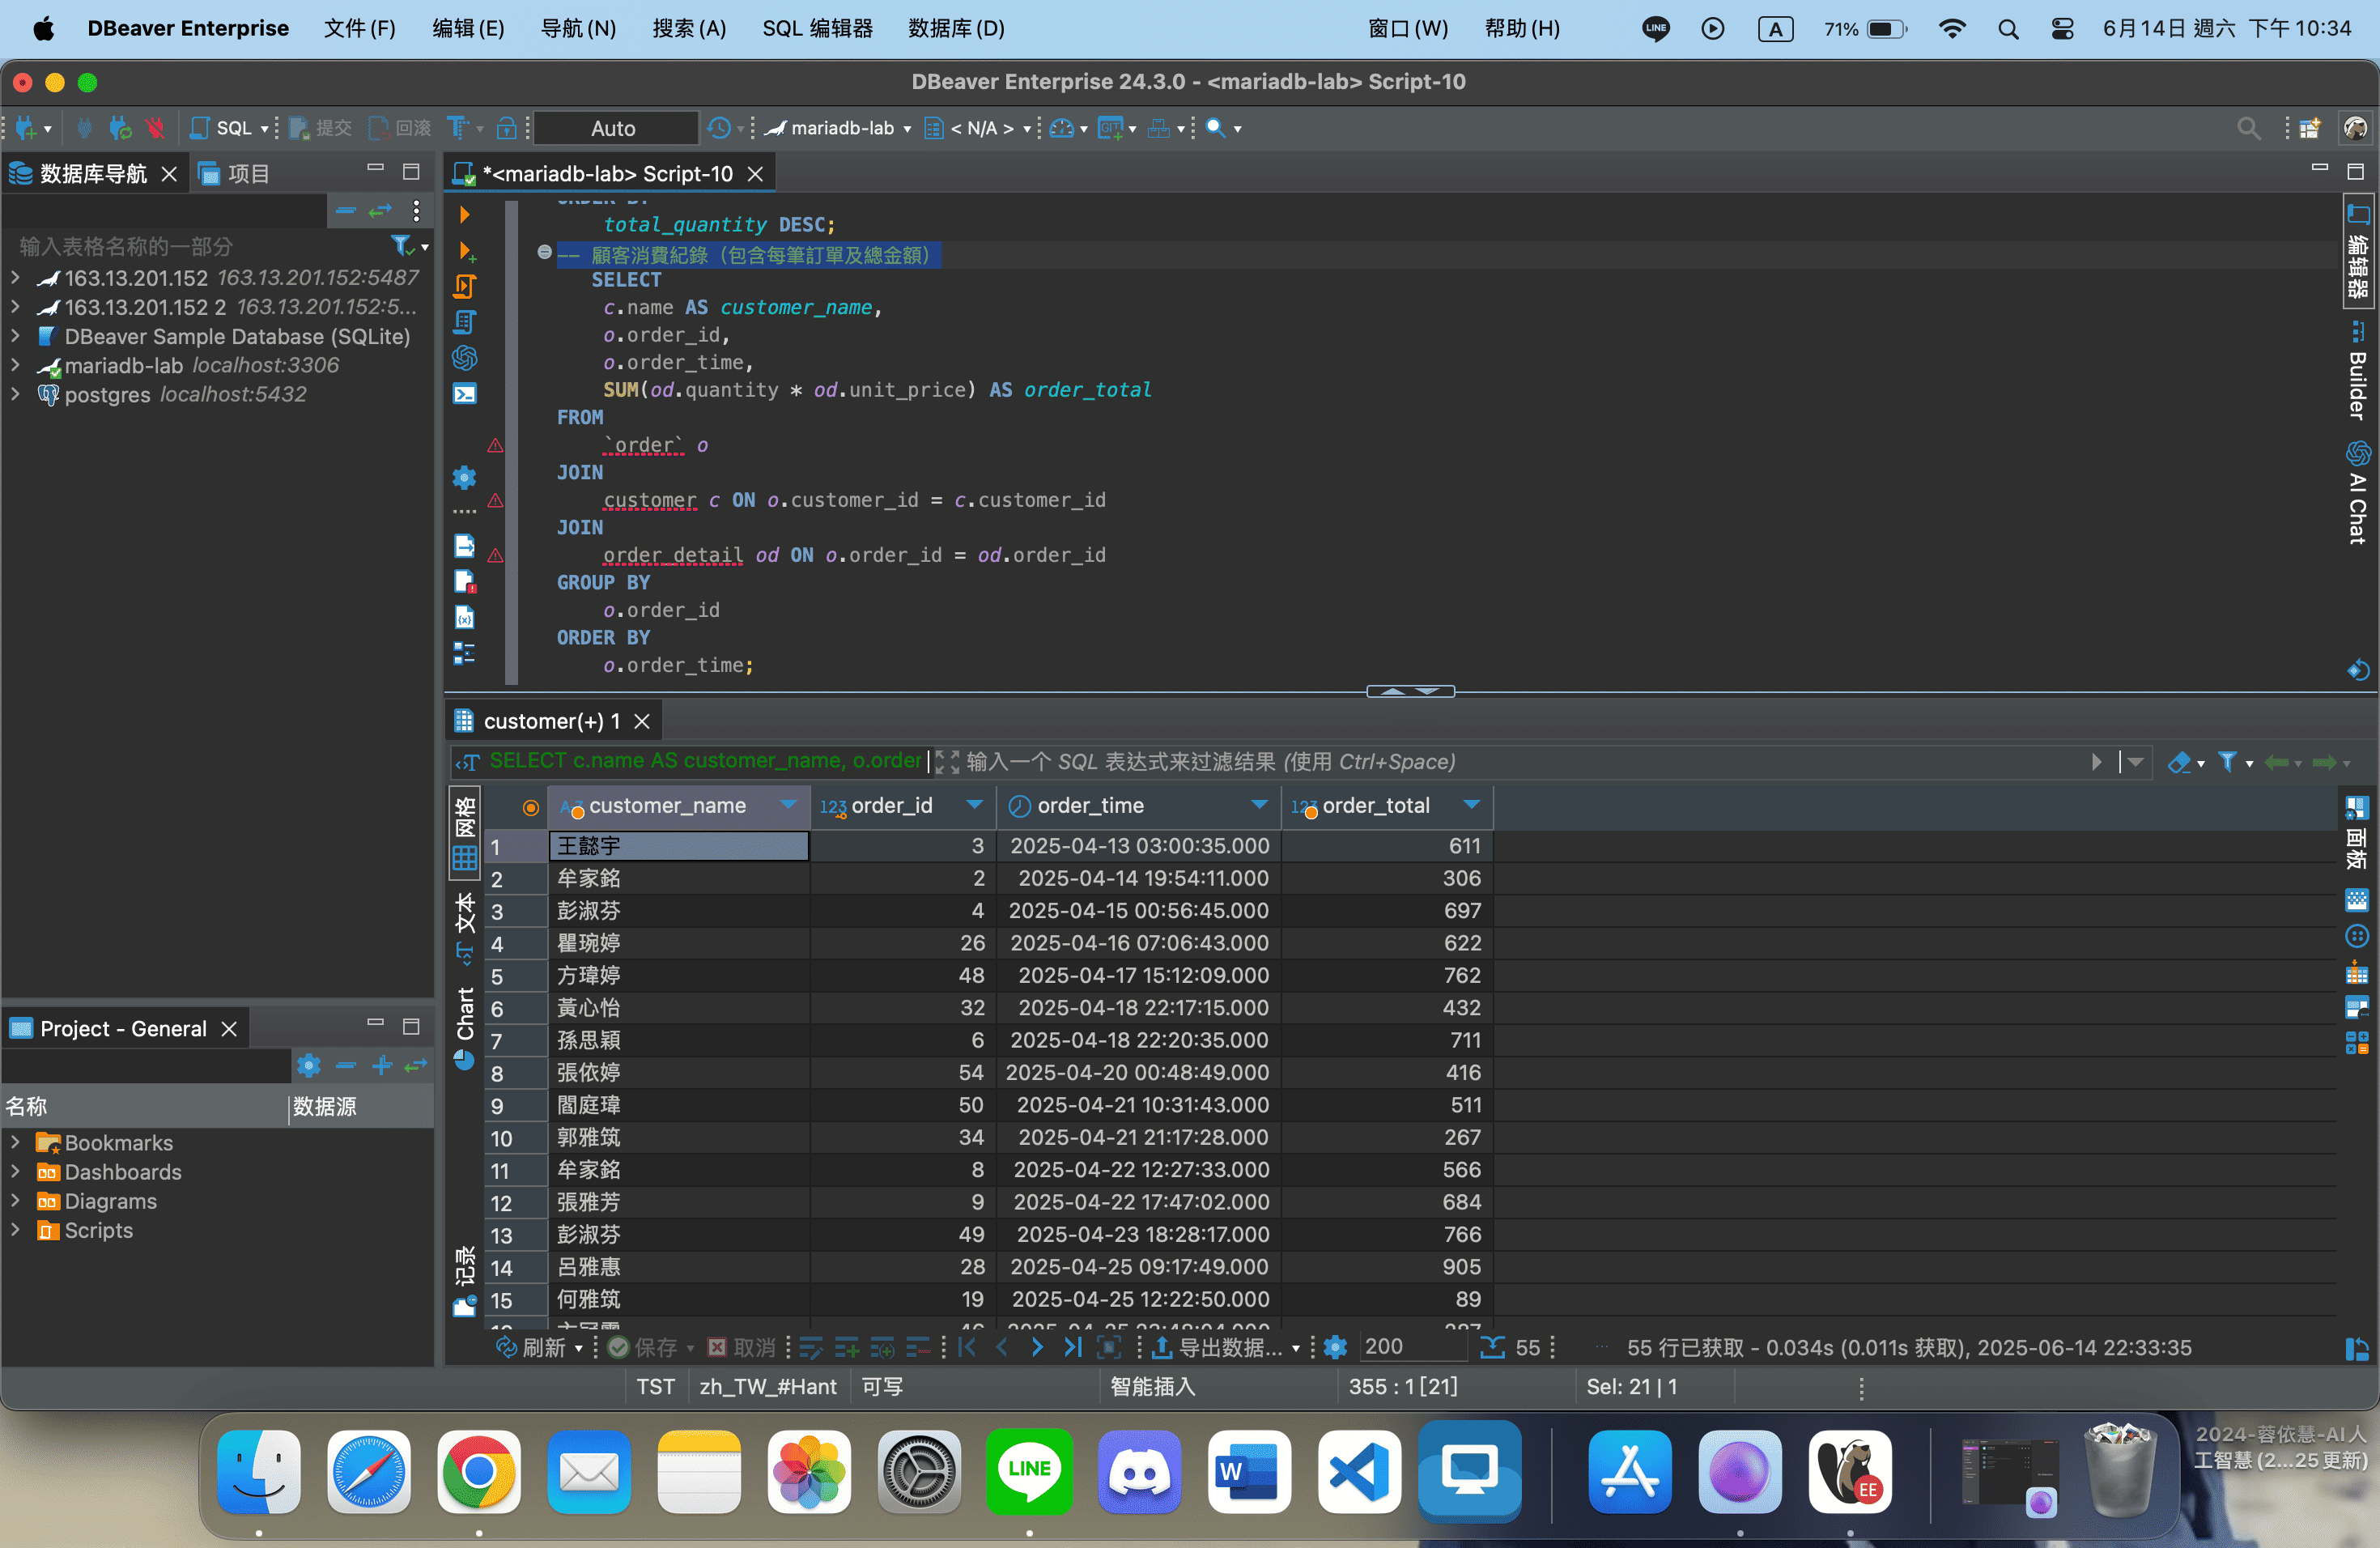 DBeaver Enterprise 文件(F) 编辑(E) 导航(N) 搜索(A) SQL 编辑器 数据库(D) 窗口(W) 帮助(H) LINE A 71% 6月14日 週六 下午 10:34
DBeaver Enterprise 24.3.0 - <mariadb-lab> Script-10
SQL 提交 回滚 Auto mariadb-lab < N/A > GIT
数据库导航 项目
输入表格名称的一部分
163.13.201.152 163.13.201.152:5487
163.13.201.152 2 163.13.201.152:5...
DBeaver Sample Database (SQLite)
mariadb-lab localhost:3306
postgres localhost:5432
*<mariadb-lab> Script-10
ORDER BY
total_quantity DESC;
-- 顧客消費紀錄（包含每筆訂單及總金額）
SELECT
c.name AS customer_name,
o.order_id,
o.order_time,
SUM(od.quantity * od.unit_price) AS order_total
FROM
`order` o
JOIN
customer c ON o.customer_id = c.customer_id
JOIN
order_detail od ON o.order_id = od.order_id
GROUP BY
o.order_id
ORDER BY
o.order_time;
编辑器
Builder
AI Chat
customer(+) 1
SELECT c.name AS customer_name, o.order 输入一个 SQL 表达式来过滤结果 (使用 Ctrl+Space)
网格
文本
Chart
记录
customer_name 123 order_id order_time 123 order_total
1 王懿宇 3 2025-04-13 03:00:35.000 611
2 牟家銘 2 2025-04-14 19:54:11.000 306
3 彭淑芬 4 2025-04-15 00:56:45.000 697
4 瞿琬婷 26 2025-04-16 07:06:43.000 622
5 方瑋婷 48 2025-04-17 15:12:09.000 762
6 黃心怡 32 2025-04-18 22:17:15.000 432
7 孫思穎 6 2025-04-18 22:20:35.000 711
8 張依婷 54 2025-04-20 00:48:49.000 416
9 閻庭瑋 50 2025-04-21 10:31:43.000 511
10 郭雅筑 34 2025-04-21 21:17:28.000 267
11 牟家銘 8 2025-04-22 12:27:33.000 566
12 張雅芳 9 2025-04-22 17:47:02.000 684
13 彭淑芬 49 2025-04-23 18:28:17.000 766
14 呂雅惠 28 2025-04-25 09:17:49.000 905
15 何雅筑 19 2025-04-25 12:22:50.000 89
面板
Project - General
名称 数据源
Bookmarks
Dashboards
Diagrams
Scripts
刷新 保存 取消 导出数据... 200 55 55 行已获取 - 0.034s (0.011s 获取), 2025-06-14 22:33:35
TST zh_TW_#Hant 可写 智能插入 355 : 1 [21] Sel: 21 | 1
LINE
W
EE
2024-蓉依慧-AI人
工智慧 (2...25更新)